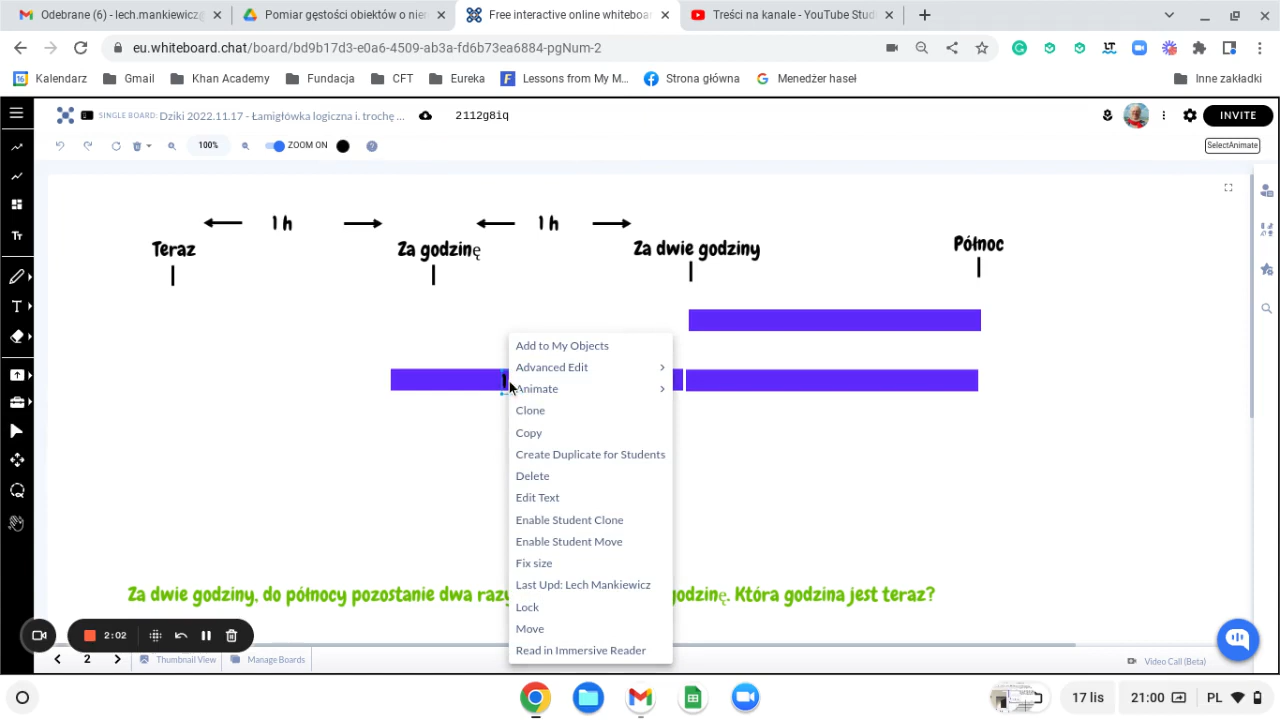 Odebrane (6) - lech.mankiewicz@
Pomiar gęstości obiektów o nier
Free interactive online whiteboar
Treści na kanale - YouTube Studi
eu.whiteboard.chat/board/bd9b17d3-e0a6-4509-ab3a-fd6b73ea6884-pgNum-2
Kalendarz
Gmail
Khan Academy
Fundacja
CFT
Eureka
Lessons from My M...
Strona główna
Menedżer haseł
Inne zakładki
SINGLE BOARD: Dziki 2022.11.17 - Łamigłówka logiczna i. trochę ...
2112g8iq
INVITE
100%
ZOOM ON
SelectAnimate
1 h
1 h
Teraz
Za godzinę
Za dwie godziny
Północ
Add to My Objects
Advanced Edit
Animate
Clone
Copy
Create Duplicate for Students
Delete
Edit Text
Enable Student Clone
Enable Student Move
Fix size
Last Upd: Lech Mankiewicz
Lock
Move
Read in Immersive Reader
Za dwie godziny, do północy pozostanie dwa razy godzinę. Która godzina jest teraz?
2:02
2
Thumbnail View
Manage Boards
Video Call (Beta)
17 lis
21:00
PL